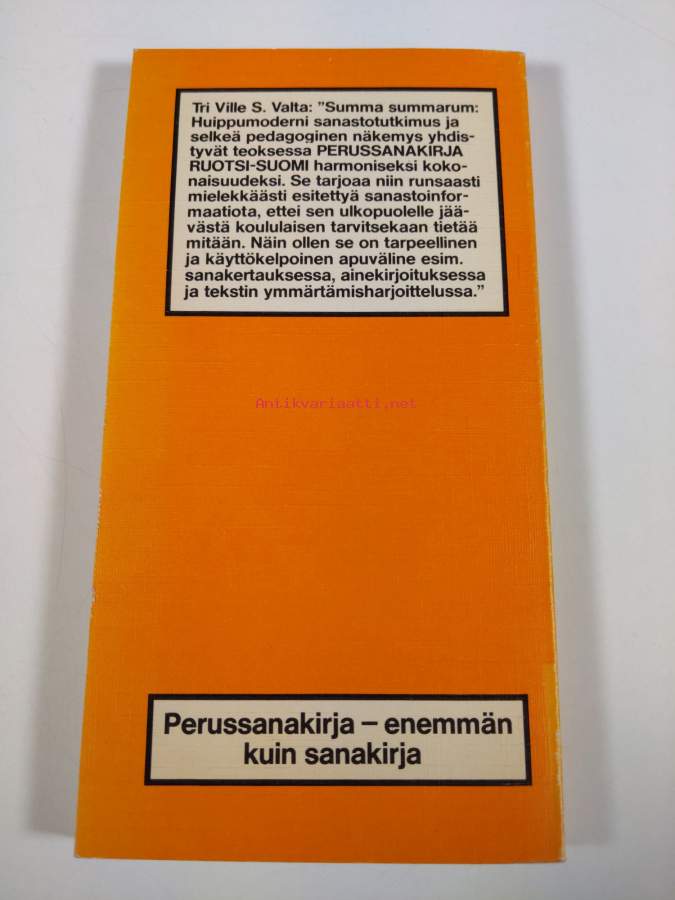 Tri Ville S. Valta: ”Summa summarum:
Huippumoderni sanastotutkimus ja
selkeä pedagoginen näkemys yhdis-
tyvät teoksessa PERUSSANAKIRJA
RUOTSI-SUOMI harmoniseksi koko-
naisuudeksi. Se tarjoaa niin runsaasti
mielekkäästi esitettyä sanastoinfor-
maatiota, ettei sen ulkopuolelle jää-
västä koululaisen tarvitsekaan tietää
mitään. Näin ollen se on tarpeellinen
ja käyttökelpoinen apuväline esim.
sanakertauksessa, ainekirjoituksessa
ja tekstin ymmärtämisharjoittelussa.”
Antikvariaatti.net
Perussanakirja – enemmän
kuin sanakirja